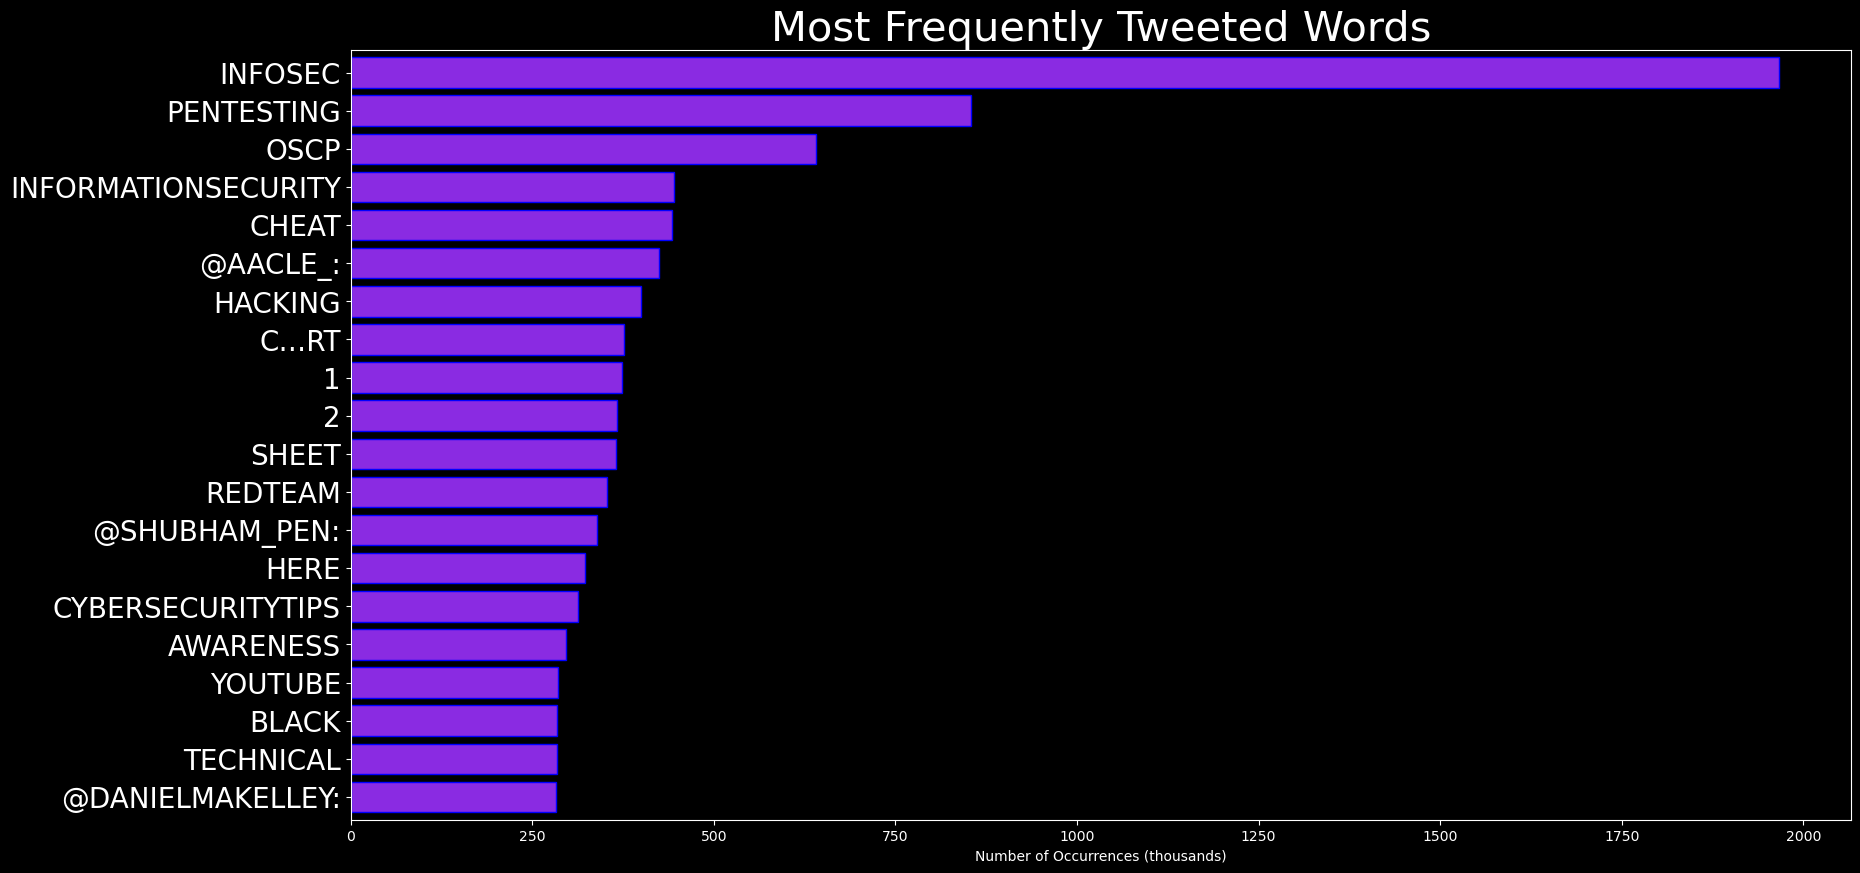 Most Frequently Tweeted Words
INFOSEC
PENTESTING
OSCP
INFORMATIONSECURITY
CHEAT
@AACLE_:
HACKING
C…RT
1
2
SHEET
REDTEAM
@SHUBHAM_PEN:
HERE
CYBERSECURITYTIPS
AWARENESS
YOUTUBE
BLACK
TECHNICAL
@DANIELMAKELLEY:
0 250 500 750 1000 1250 1500 1750 2000
Number of Occurrences (thousands)